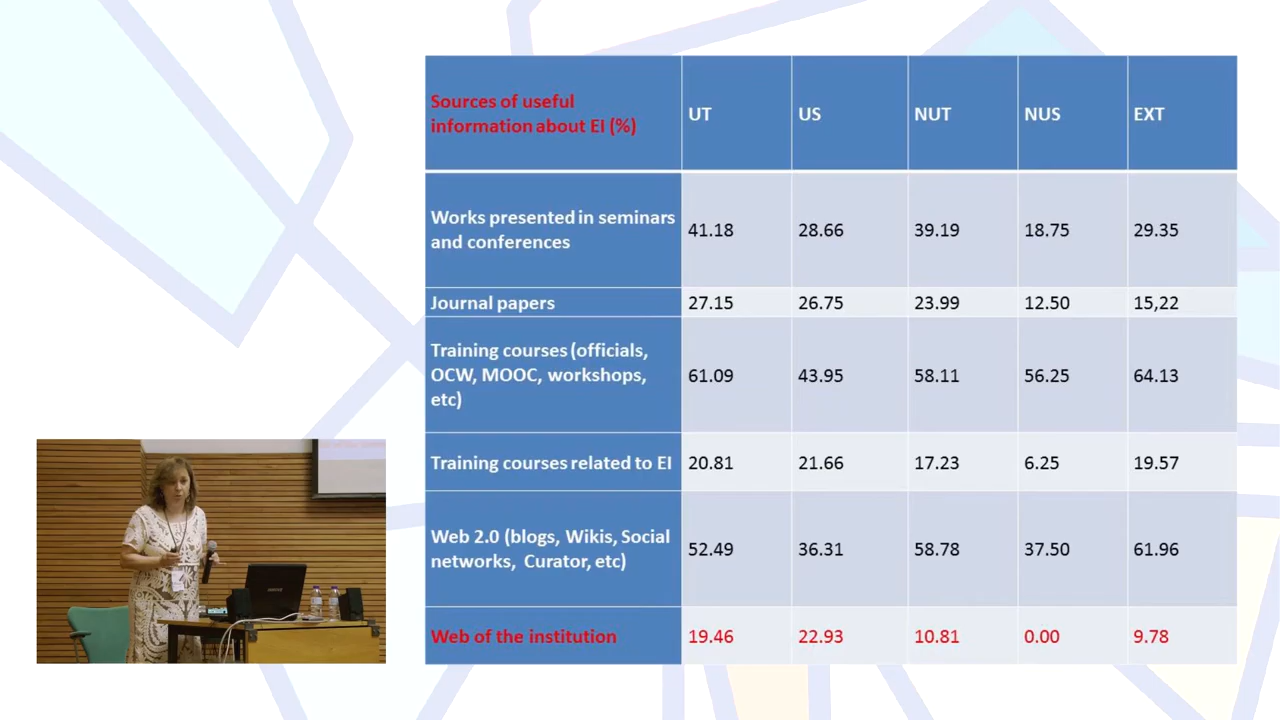 Sources of useful
information about EI (%)
UT
US
NUT
NUS
EXT
Works presented in seminars
and conferences
41.18
28.66
39.19
18.75
29.35
Journal papers
27.15
26.75
23.99
12.50
15,22
Training courses (officials,
OCW, MOOC, workshops,
etc)
61.09
43.95
58.11
56.25
64.13
Training courses related to EI
20.81
21.66
17.23
6.25
19.57
Web 2.0 (blogs, Wikis, Social
networks, Curator, etc)
52.49
36.31
58.78
37.50
61.96
Web of the institution
19.46
22.93
10.81
0.00
9.78